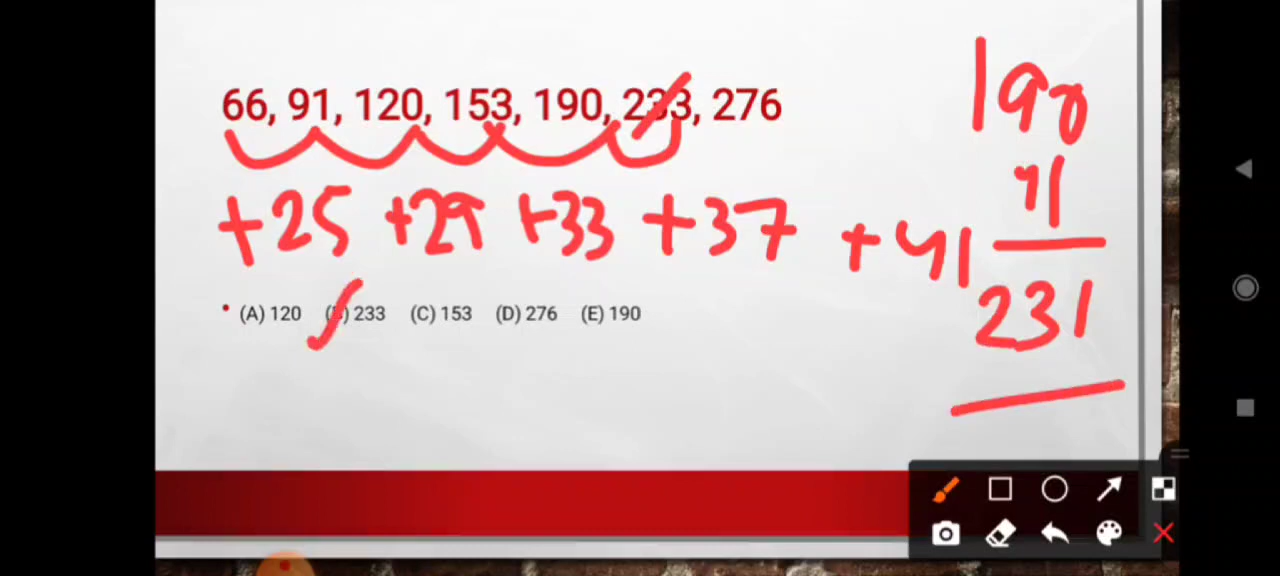 66, 91, 120, 153, 190, 233, 276
+25 +29 +33 +37 +41
• (A) 120 (B) 233 (C) 153 (D) 276 (E) 190
190
41
231